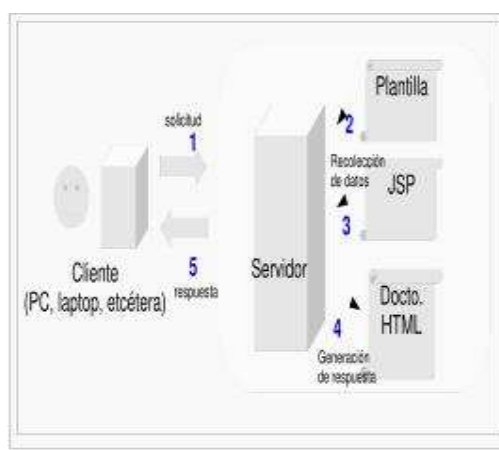 solicitud
1
Cliente
(PC, laptop, etcétera)
5
respuesta
Servidor
Plantilla
2
Recolección
de datos
JSP
3
Docto.
HTML
4
Generación
de respuesta